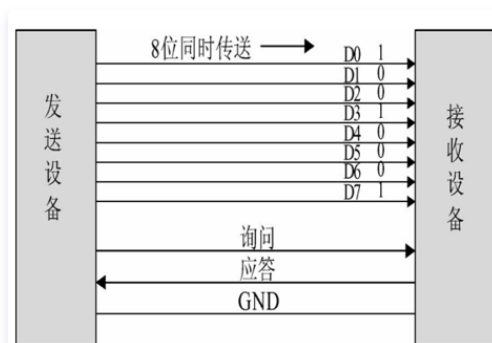 8位同时传送
D0 1
D1 0
D2 0
D3 1
D4 0
D5 0
D6 0
D7 1
发送设备
接收设备
询问
应答
GND